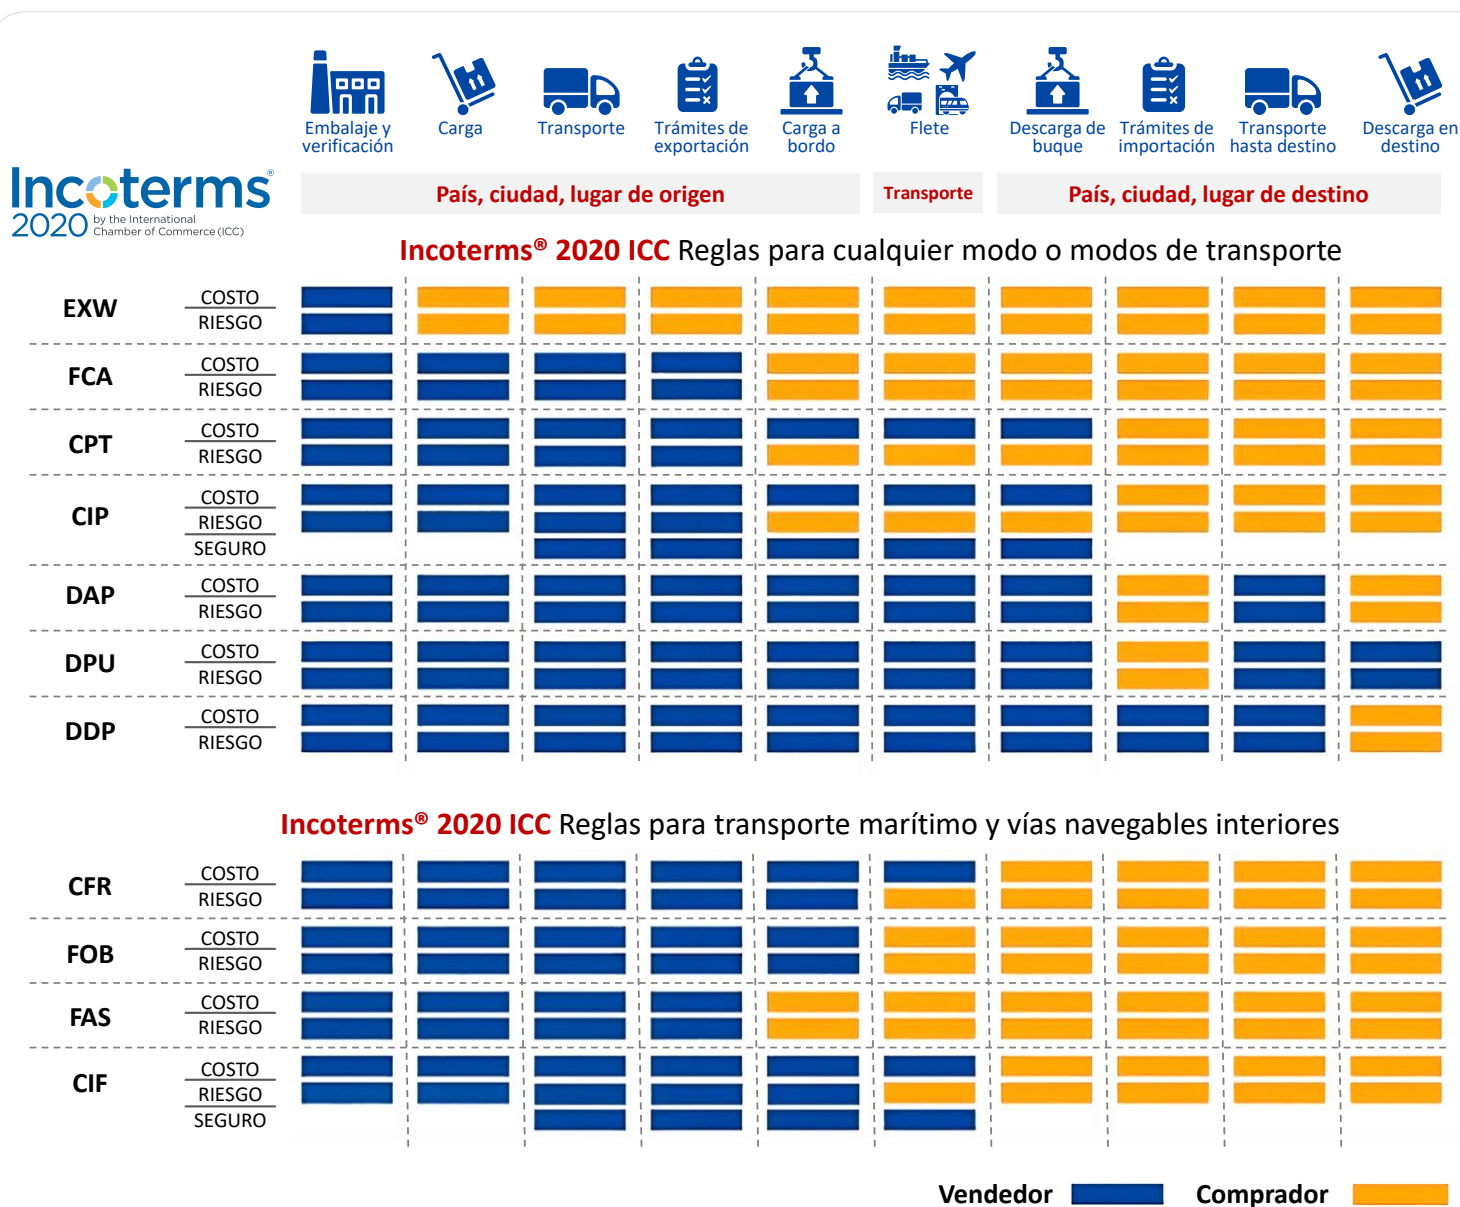 Embalaje y
verificación
Carga
Transporte
Trámites de
exportación
Carga a
bordo
Flete
Descarga de
buque
Trámites de
importación
Transporte
hasta destino
Descarga en
destino
Incoterms®
2020 by the International
Chamber of Commerce (ICC)
País, ciudad, lugar de origen
Transporte
País, ciudad, lugar de destino
Incoterms® 2020 ICC Reglas para cualquier modo o modos de transporte
EXW
COSTO
RIESGO
FCA
COSTO
RIESGO
CPT
COSTO
RIESGO
CIP
COSTO
RIESGO
SEGURO
DAP
COSTO
RIESGO
DPU
COSTO
RIESGO
DDP
COSTO
RIESGO
Incoterms® 2020 ICC Reglas para transporte marítimo y vías navegables interiores
CFR
COSTO
RIESGO
FOB
COSTO
RIESGO
FAS
COSTO
RIESGO
CIF
COSTO
RIESGO
SEGURO
Vendedor
Comprador